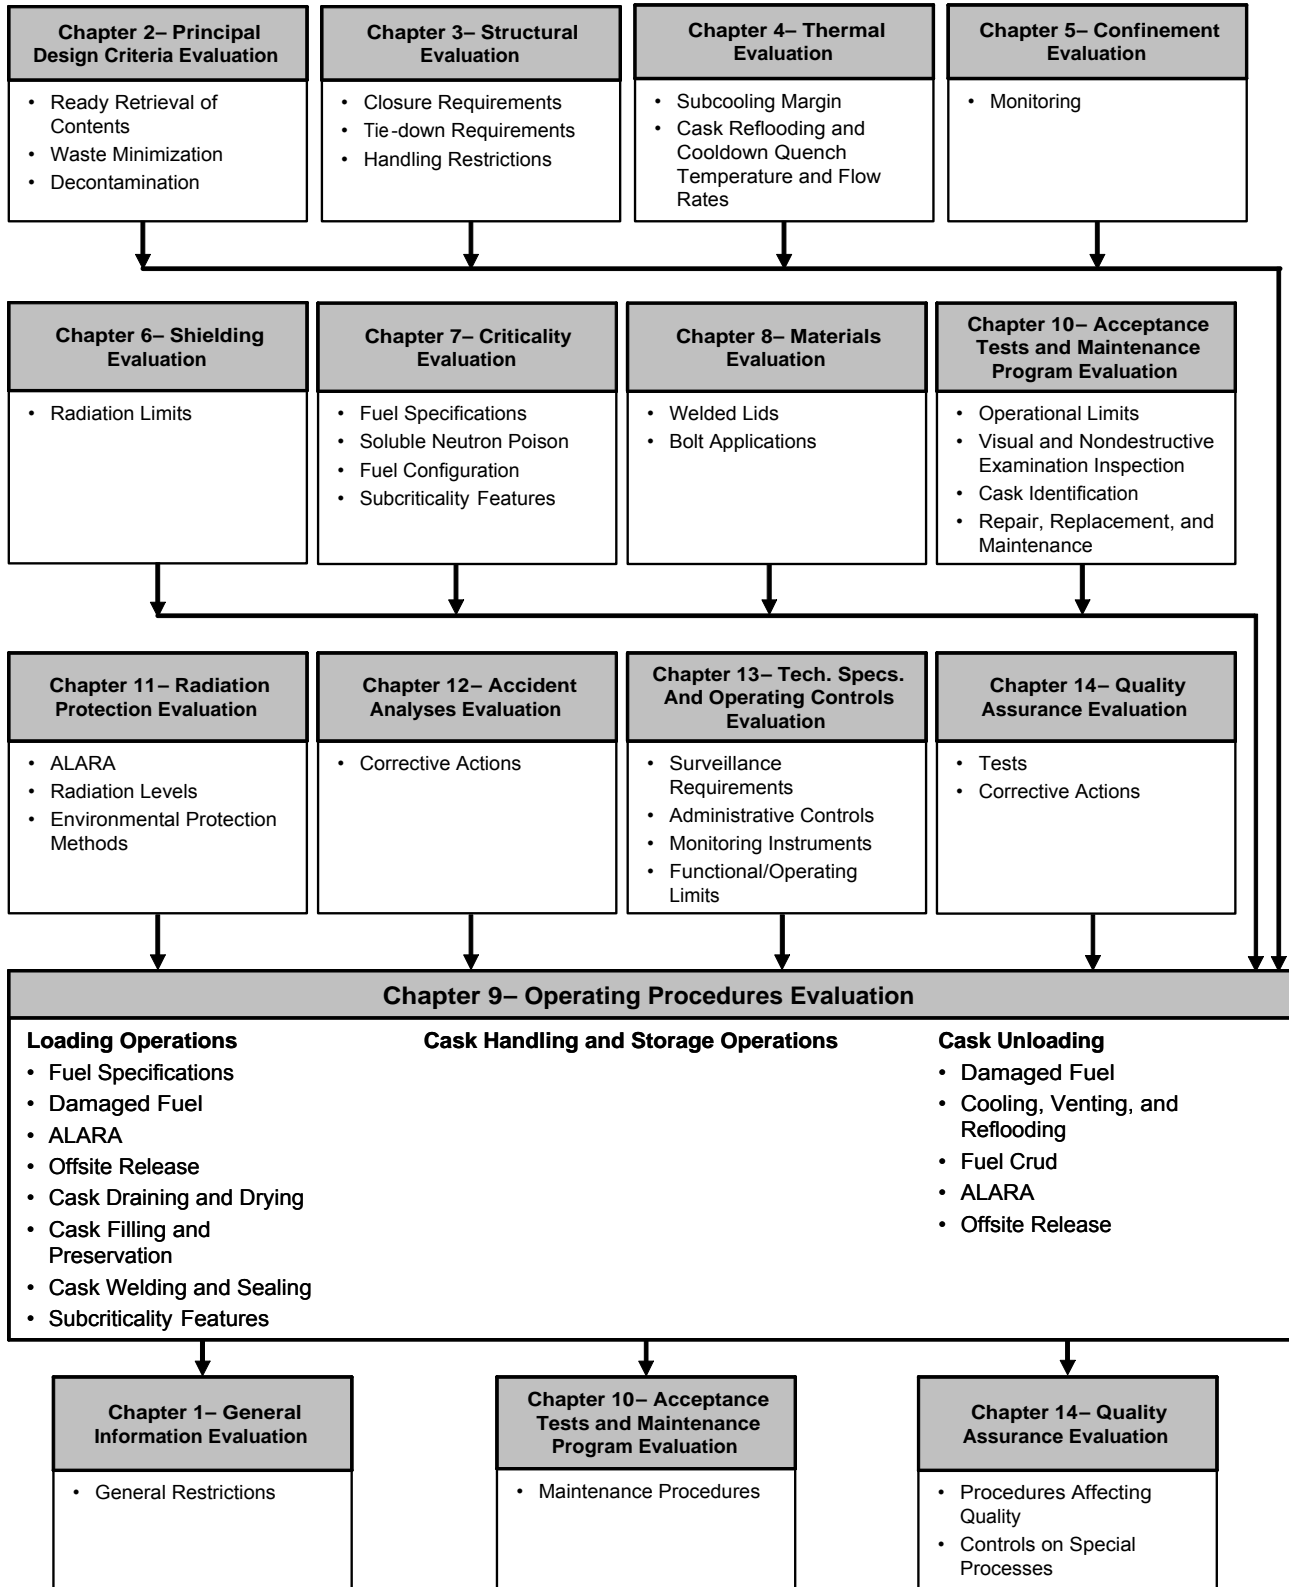 Chapter 2– Principal
Design Criteria Evaluation
• Ready Retrieval of
Contents
• Waste Minimization
• Decontamination
Chapter 3– Structural
Evaluation
• Closure Requirements
• Tie-down Requirements
• Handling Restrictions
Chapter 4– Thermal
Evaluation
• Subcooling Margin
• Cask Reflooding and
Cooldown Quench
Temperature and Flow
Rates
Chapter 5– Confinement
Evaluation
• Monitoring
Chapter 6– Shielding
Evaluation
• Radiation Limits
Chapter 7– Criticality
Evaluation
• Fuel Specifications
• Soluble Neutron Poison
• Fuel Configuration
• Subcriticality Features
Chapter 8– Materials
Evaluation
• Welded Lids
• Bolt Applications
Chapter 10– Acceptance
Tests and Maintenance
Program Evaluation
• Operational Limits
• Visual and Nondestructive
Examination Inspection
• Cask Identification
• Repair, Replacement, and
Maintenance
Chapter 11– Radiation
Protection Evaluation
• ALARA
• Radiation Levels
• Environmental Protection
Methods
Chapter 12– Accident
Analyses Evaluation
• Corrective Actions
Chapter 13– Tech. Specs.
And Operating Controls
Evaluation
• Surveillance
Requirements
• Administrative Controls
• Monitoring Instruments
• Functional/Operating
Limits
Chapter 14– Quality
Assurance Evaluation
• Tests
• Corrective Actions
Chapter 9– Operating Procedures Evaluation
Loading Operations
• Fuel Specifications
• Damaged Fuel
• ALARA
• Offsite Release
• Cask Draining and Drying
• Cask Filling and
Preservation
• Cask Welding and Sealing
• Subcriticality Features
Cask Handling and Storage Operations
Cask Unloading
• Damaged Fuel
• Cooling, Venting, and
Reflooding
• Fuel Crud
• ALARA
• Offsite Release
Chapter 1– General
Information Evaluation
• General Restrictions
Chapter 10– Acceptance
Tests and Maintenance
Program Evaluation
• Maintenance Procedures
Chapter 14– Quality
Assurance Evaluation
• Procedures Affecting
Quality
• Controls on Special
Processes